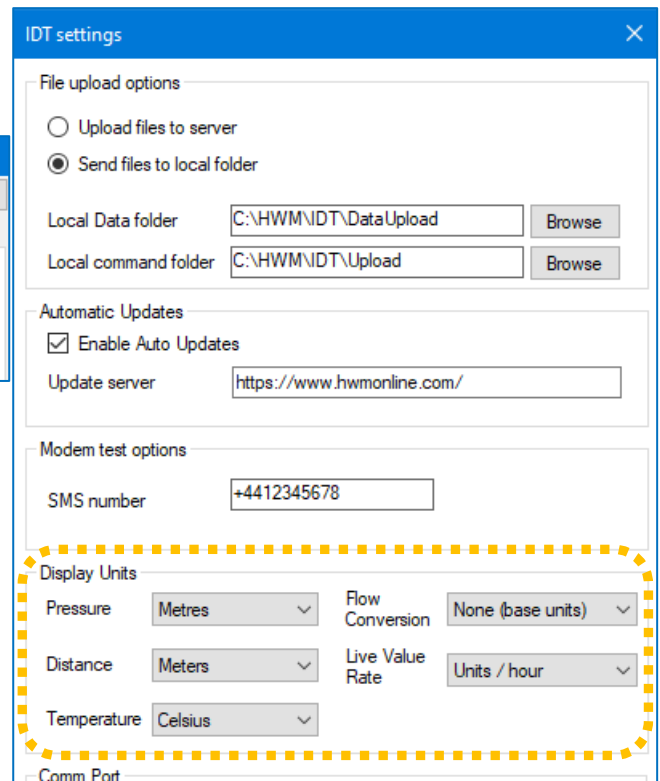 IDT settings
File upload options
Upload files to server
Send files to local folder
Local Data folder C:\HWM\IDT\DataUpload Browse
Local command folder C:\HWM\IDT\Upload Browse
Automatic Updates
Enable Auto Updates
Update server https://www.hwmonline.com/
Modem test options
SMS number +4412345678
Display Units
Pressure Metres Flow Conversion None (base units)
Distance Meters Live Value Rate Units / hour
Temperature Celsius
Comm Port